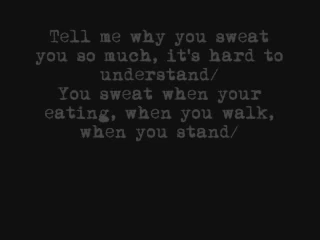 Tell me why you sweat
you so much, it's hard to
understand/
You sweat when your
eating, when you walk,
when you stand/